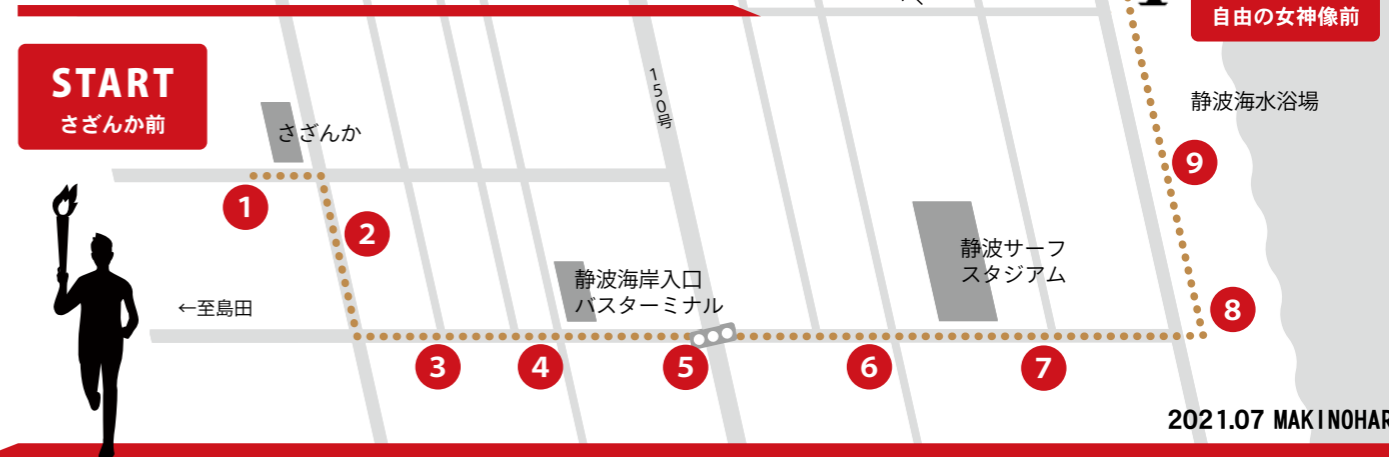 自由の女神像前
START
さざんか前
さざんか
150号
静波海水浴場
9
1
2
静波サーフ
スタジアム
静波海岸入口
バスターミナル
←至島田
8
3
4
5
6
7
2021.07 MAKINOHAR